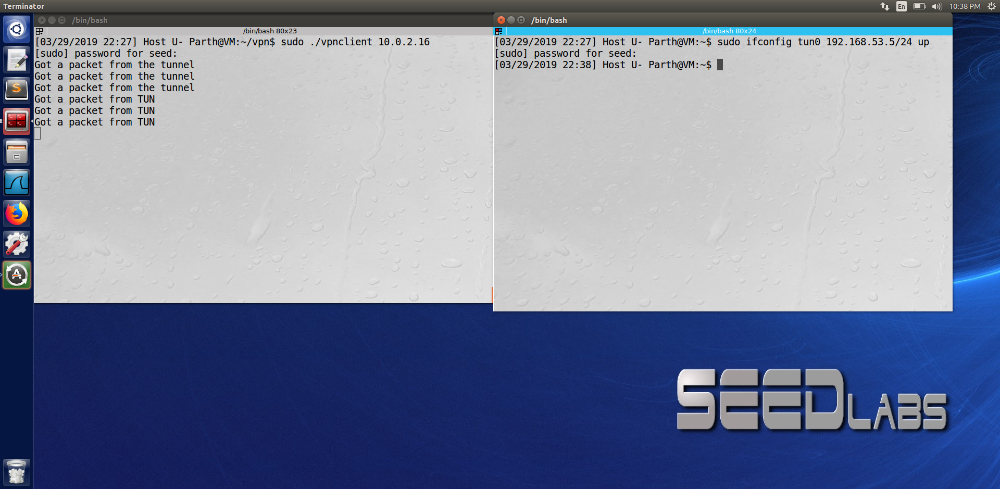 Terminator
En
10:38 PM
/bin/bash
/bin/bash 80x23
[03/29/2019 22:27] Host U- Parth@VM:~/vpn$ sudo ./vpnclient 10.0.2.16
[sudo] password for seed:
Got a packet from the tunnel
Got a packet from the tunnel
Got a packet from the tunnel
Got a packet from TUN
Got a packet from TUN
Got a packet from TUN
/bin/bash
/bin/bash 80x24
[03/29/2019 22:27] Host U- Parth@VM:~$ sudo ifconfig tun0 192.168.53.5/24 up
[sudo] password for seed:
[03/29/2019 22:38] Host U- Parth@VM:~$
SEED LABS